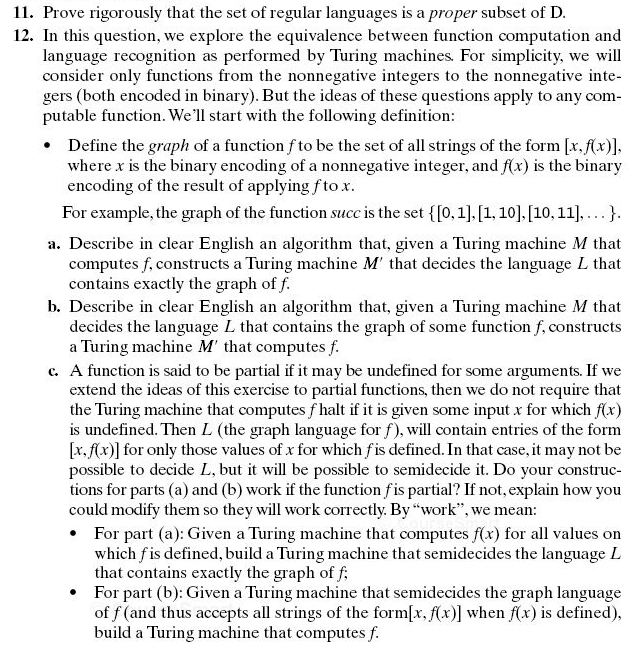 11. Prove rigorously that the set of regular languages is a proper subset of D.
12. In this question, we explore the equivalence between function computation and
language recognition as performed by Turing machines. For simplicity, we will
consider only functions from the nonnegative integers to the nonnegative inte-
gers (both encoded in binary). But the ideas of these questions apply to any com-
putable function. We'll start with the following definition:
• Define the graph of a function f to be the set of all strings of the form [x, f(x)],
where x is the binary encoding of a nonnegative integer, and f(x) is the binary
encoding of the result of applying f to x.
For example, the graph of the function succ is the set {[0, 1], [1, 10], [10, 11], ... }.
a. Describe in clear English an algorithm that, given a Turing machine M that
computes f, constructs a Turing machine M' that decides the language L that
contains exactly the graph of f.
b. Describe in clear English an algorithm that, given a Turing machine M that
decides the language L that contains the graph of some function f, constructs
a Turing machine M' that computes f.
c. A function is said to be partial if it may be undefined for some arguments. If we
extend the ideas of this exercise to partial functions, then we do not require that
the Turing machine that computes f halt if it is given some input x for which f(x)
is undefined. Then L (the graph language for f), will contain entries of the form
[x, f(x)] for only those values of x for which f is defined. In that case, it may not be
possible to decide L, but it will be possible to semidecide it. Do your construc-
tions for parts (a) and (b) work if the function f is partial? If not, explain how you
could modify them so they will work correctly. By "work", we mean:
• For part (a): Given a Turing machine that computes f(x) for all values on
which f is defined, build a Turing machine that semidecides the language L
that contains exactly the graph of f;
• For part (b): Given a Turing machine that semidecides the graph language
of f (and thus accepts all strings of the form[x, f(x)] when f(x) is defined),
build a Turing machine that computes f.